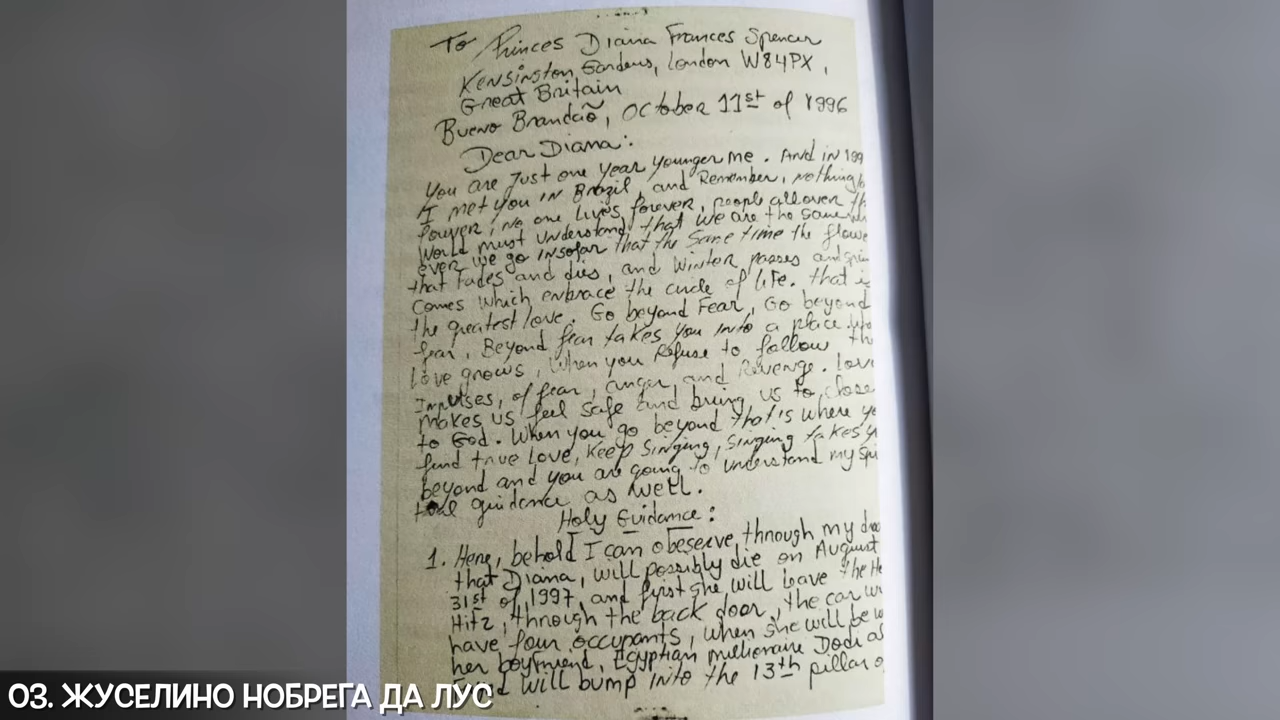 To Princes Diana Frances Spencer
Kensington Gardens, London W84PX,
Great Britain
Bueno Brandão, October 11st of 1996
Dear Diana:
You are Just one year younger me. And in 199
I met you in Brazil, and Remember, nothing
forever, no one lives forever, people all over th
World must understand that we are the same
ever we go insofar that the same time the flowe
that fades and dies, and Winter passes and
comes which embrace the circle of life. that i
the greatest love. Go beyond Fear, Go beyond
fear, Beyond fear takes you into a place
love grows, When you Refuse to follow th
Impulses, of fear, anger and Revenge. Love
makes us feel safe and bring us to close
to God. When you go beyond that is where yo
find true Love, Keep Singing, Singing takes y
beyond and you are going to understand my spi
guidance as well.
Holy Guidance:
1. Here, behold I can obeserve through my
that Diana, will possibly die on August
31st of 1997, and first she will leave the
Hitz, through the back door, the car wi
have four occupants, when she will be
her boyfriend, Egyptian millionaire Dodi
will bump into the 13th pillar
03. ЖУСЕЛИНО НОБРЕГА ДА ЛУС